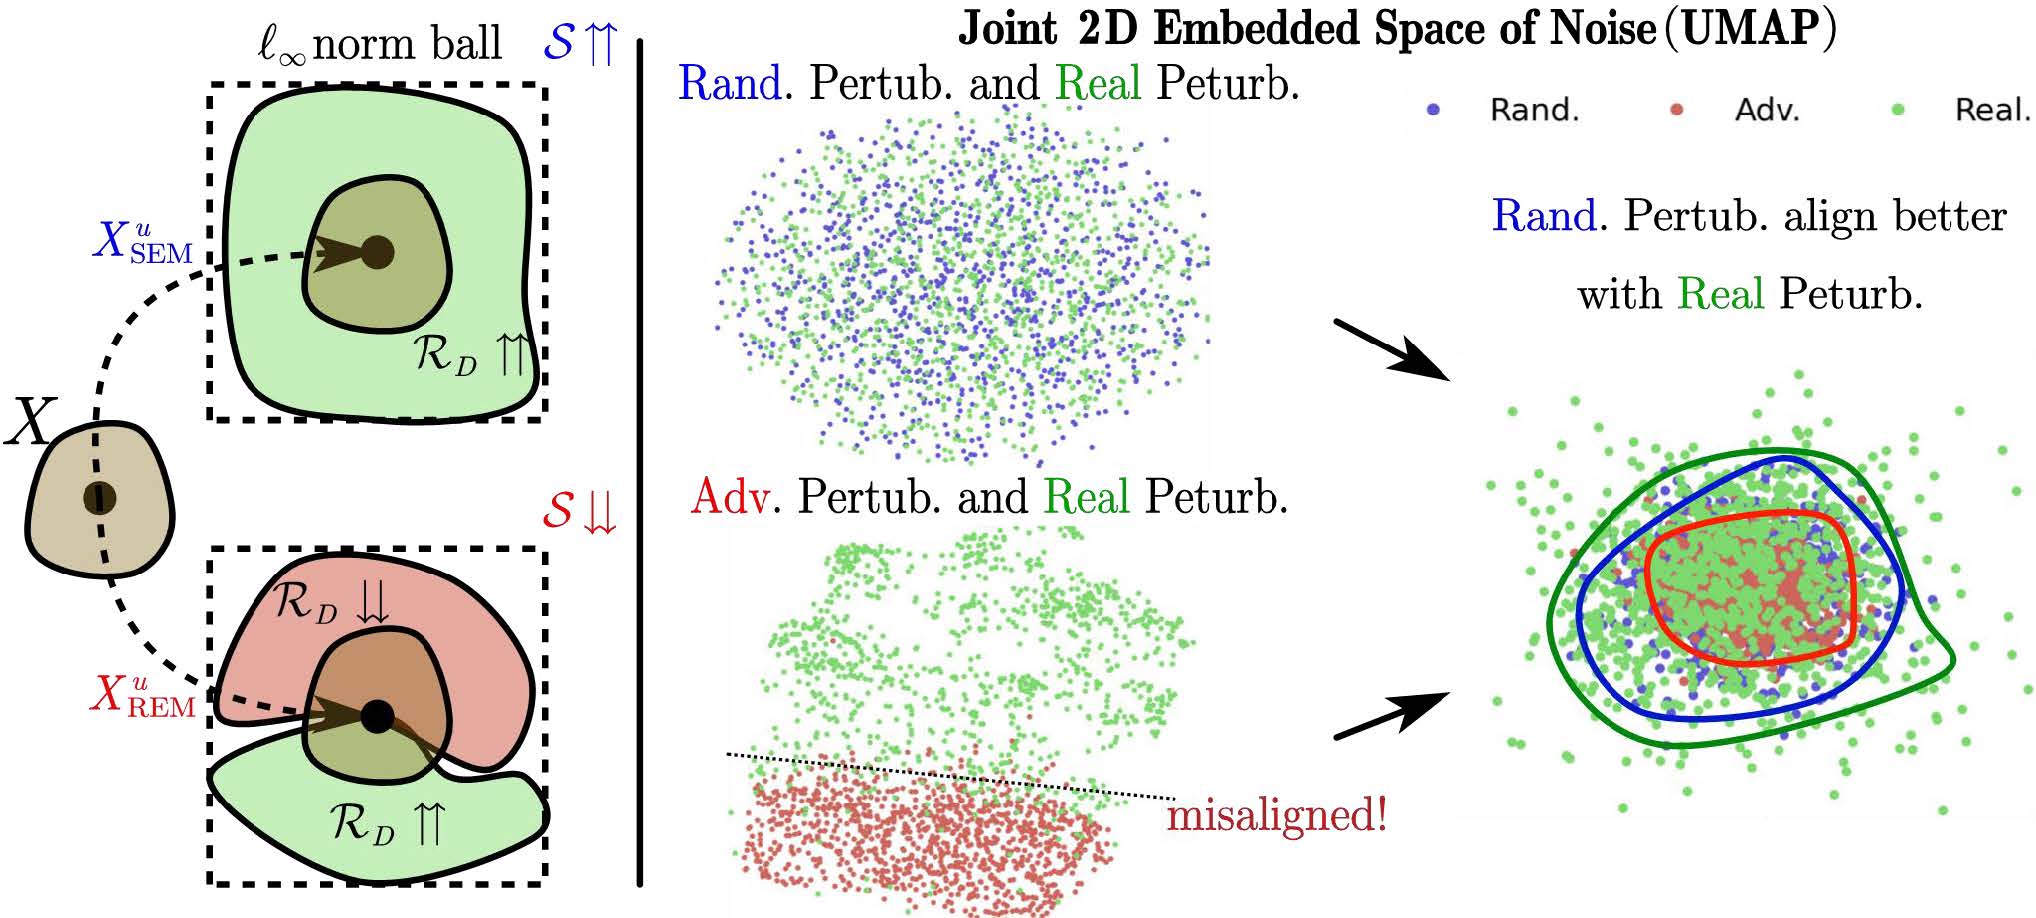 ℓ∞ norm ball
S ⇈
X^u_SEM
R_D ⇈
X
S ⇊
R_D ⇊
X^u_REM
R_D ⇈
Joint 2D Embedded Space of Noise(UMAP)
Rand. Pertub. and Real Peturb.
Rand. Adv. Real.
Rand. Pertub. align better
with Real Peturb.
Adv. Pertub. and Real Peturb.
misaligned!